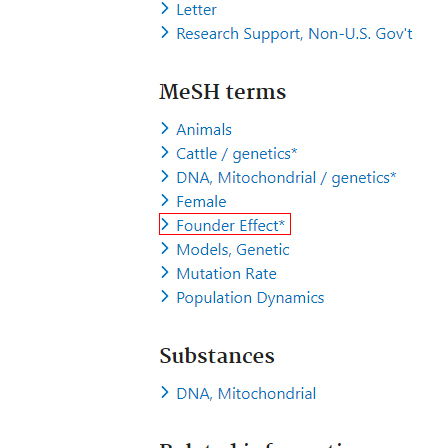 Letter
Research Support, Non-U.S. Gov't
MeSH terms
Animals
Cattle / genetics*
DNA, Mitochondrial / genetics*
Female
Founder Effect*
Models, Genetic
Mutation Rate
Population Dynamics
Substances
DNA, Mitochondrial